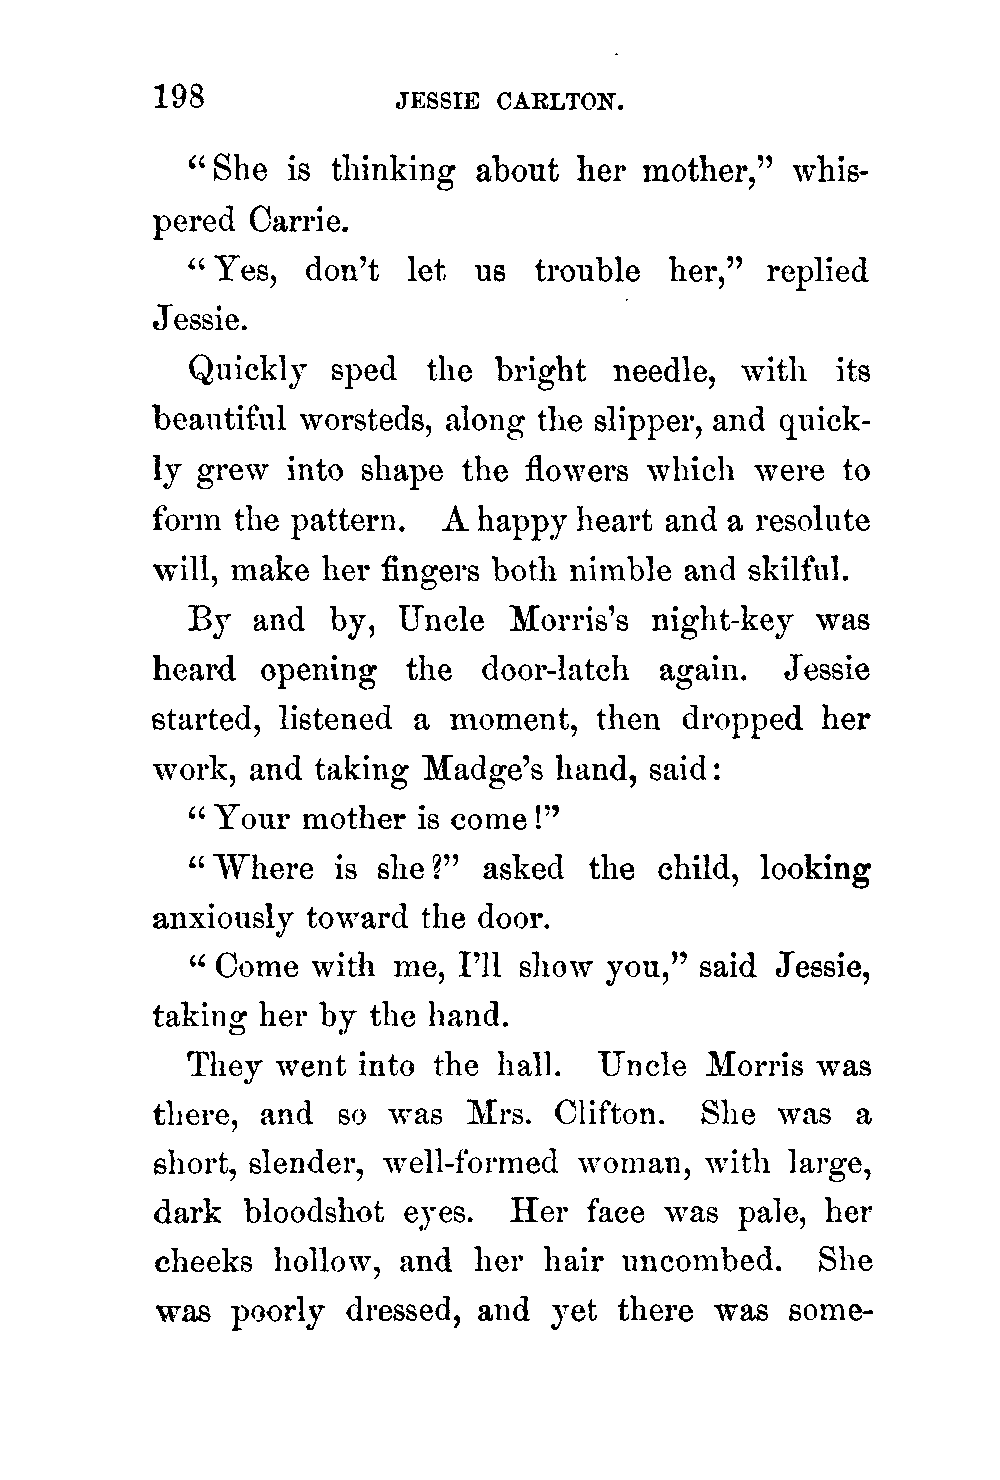 198 JESSIE CARLTON.
“She is thinking about her mother,” whis-
pered Carrie.
“Yes, don’t let us trouble her,” replied
Jessie.
Quickly sped the bright needle, with its
beautiful worsteds, along the slipper, and quick-
ly grew into shape the flowers which were to
form the pattern. A happy heart and a resolute
will, make her fingers both nimble and skilful.
By and by, Uncle Morris’s night-key was
heard opening the door-latch again. Jessie
started, listened a moment, then dropped her
work, and taking Madge’s hand, said:
“Your mother is come!”
“Where is she?” asked the child, looking
anxiously toward the door.
“Come with me, I’ll show you,” said Jessie,
taking her by the hand.
They went into the hall. Uncle Morris was
there, and so was Mrs. Clifton. She was a
short, slender, well-formed woman, with large,
dark bloodshot eyes. Her face was pale, her
cheeks hollow, and her hair uncombed. She
was poorly dressed, and yet there was some-